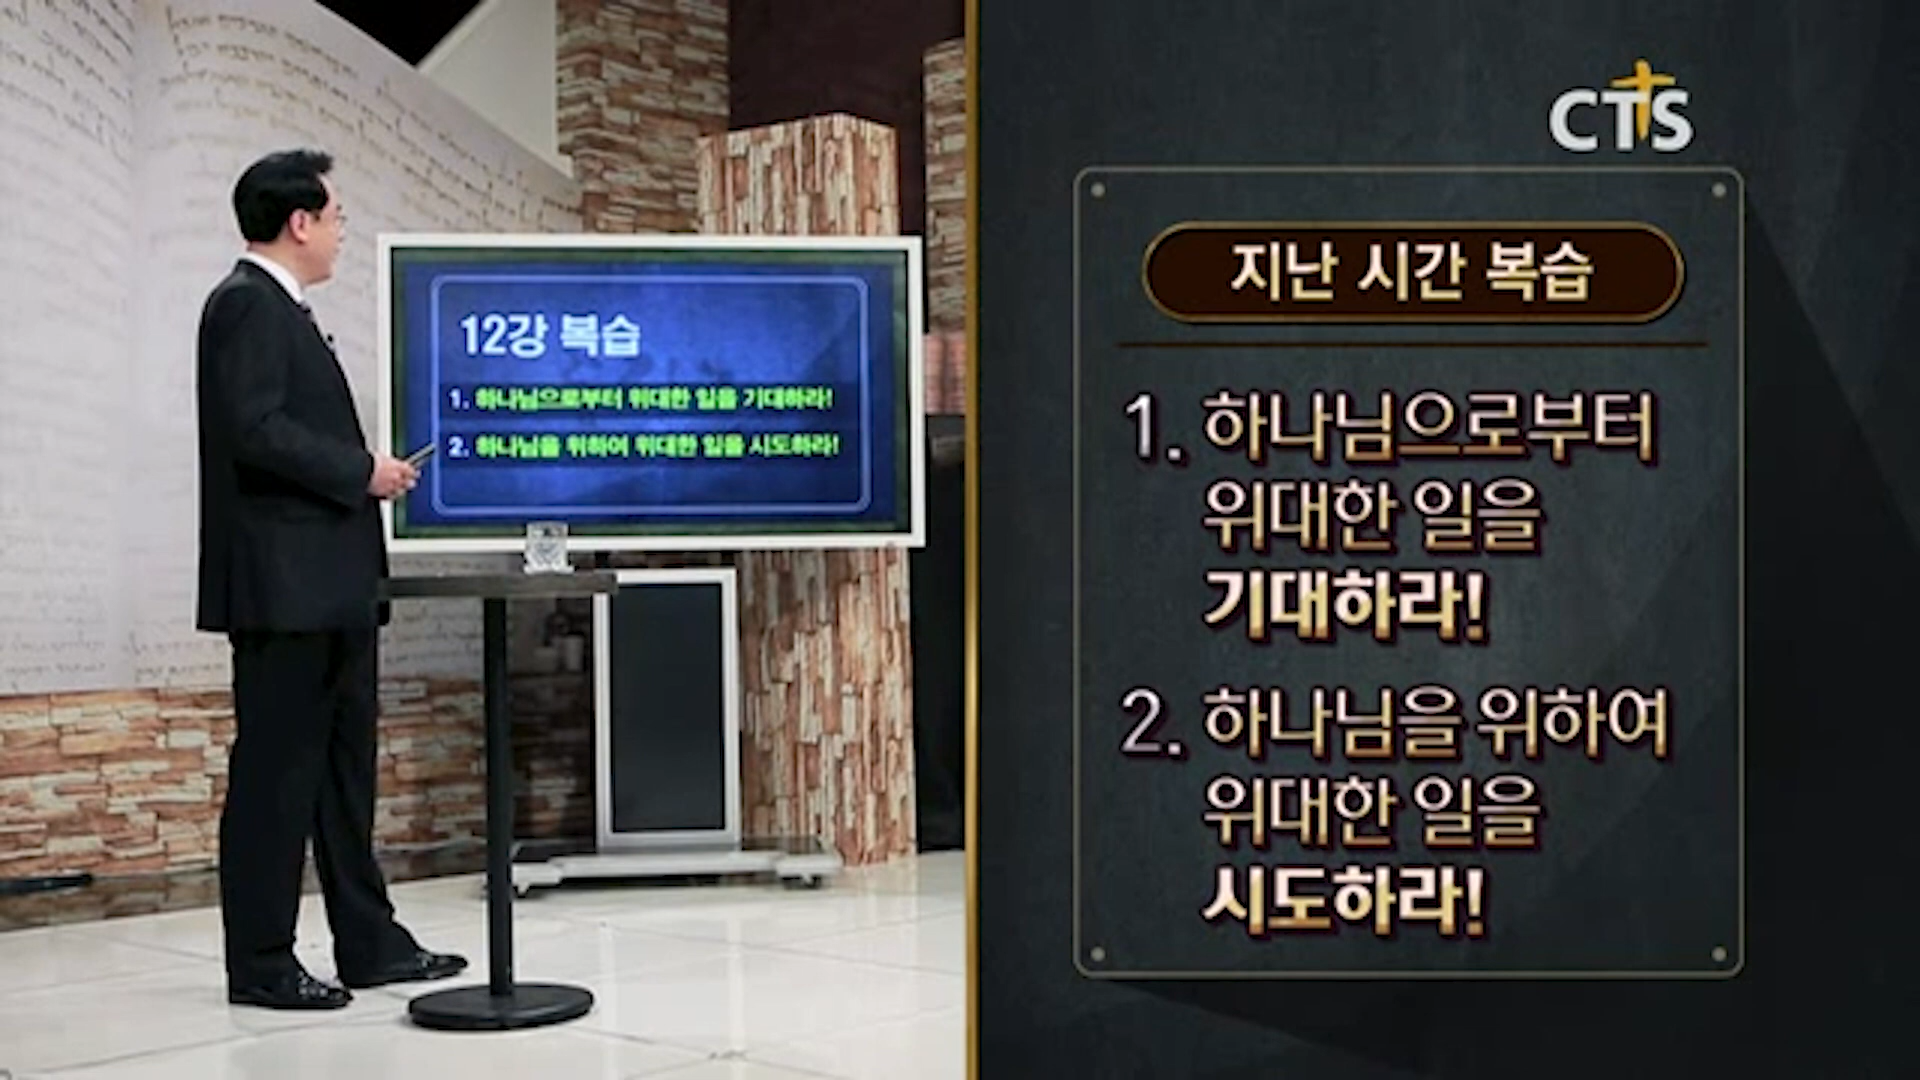 12강 복습
1. 하나님으로부터 위대한 일을 기대하라!
2. 하나님을 위하여 위대한 일을 시도하라!
CTS
지난 시간 복습
1. 하나님으로부터
위대한 일을
기대하라!
2. 하나님을 위하여
위대한 일을
시도하라!